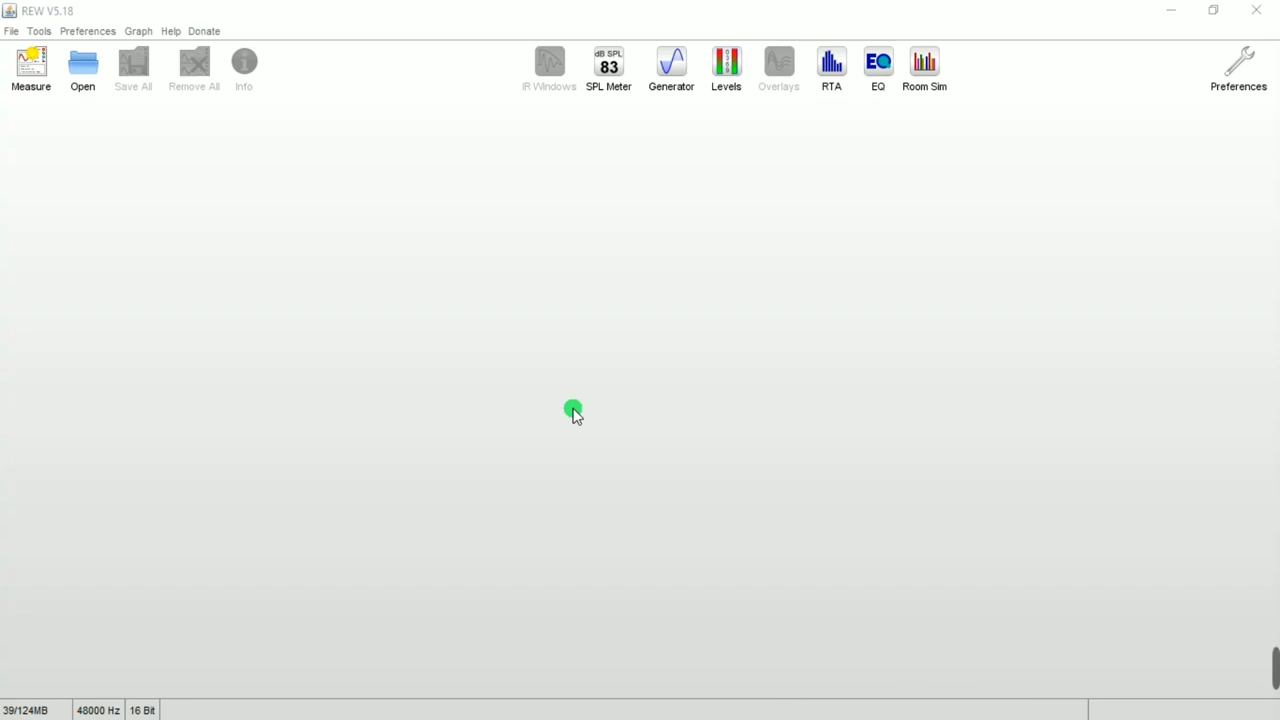 REW V5.18
File Tools Preferences Graph Help Donate
dB SPL
83
EQ
Measure Open Save All Remove All Info IR Windows SPL Meter Generator Levels Overlays RTA EQ Room Sim Preferences
39/124MB 48000 Hz 16 Bit